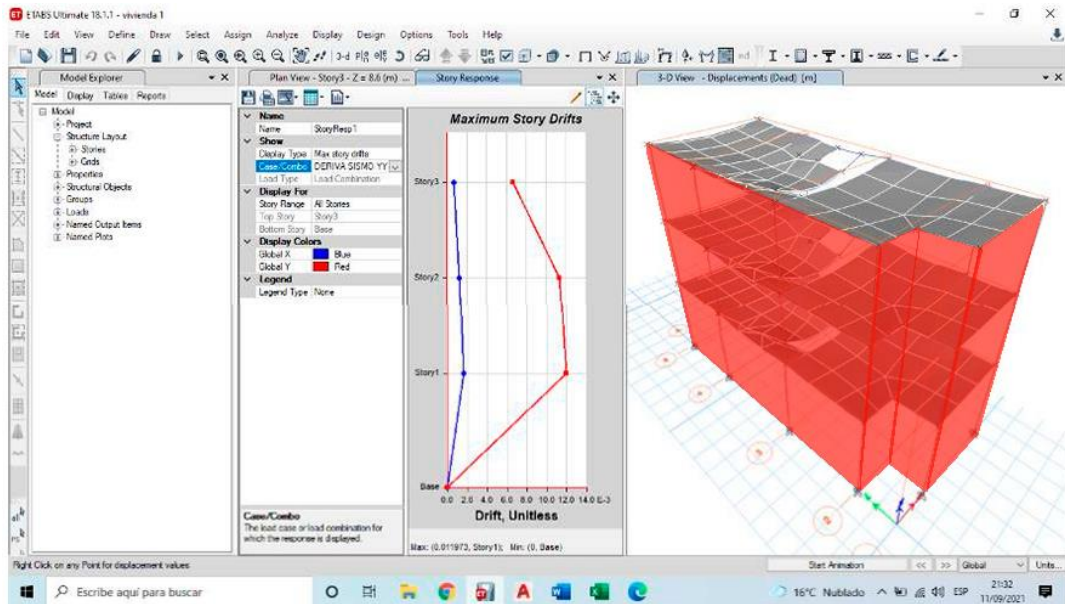 ETABS Ultimate 18.1.1 - vivienda 1
File Edit View Define Draw Select Assign Analyze Display Design Options Tools Help
Model Explorer
Plan View - Story3 - Z = 8.6 (m) ...
Story Response
3-D View - Displacements (Dead) [m]
Model Display Tables Reports
Model
Project
Structure Layout
Stories
Grids
Properties
Structural Objects
Groups
Loads
Named Output Items
Named Plots
Name
Name StoryResp1
Show
Display Type Max story drifts
Case/Combo DERIVA SISMO YY
Load Type Load Combination
Display For
Story Range All Stories
Top Story Story3
Bottom Story Base
Display Colors
Global X Blue
Global Y Red
Legend
Legend Type None
Case/Combo
The load case or load combination for
which the response is displayed.
Maximum Story Drifts
Story3
Story2
Story1
Base
0.0 2.0 4.0 6.0 8.0 10.0 12.0 14.0 E-3
Drift, Unitless
Max: (0.011973, Story1); Min: (0, Base)
Right Click on any Point for displacement values
Start Animation << >> Global Units...
Escribe aquí para buscar
16°C Nublado ESP 21:32
11/09/2021